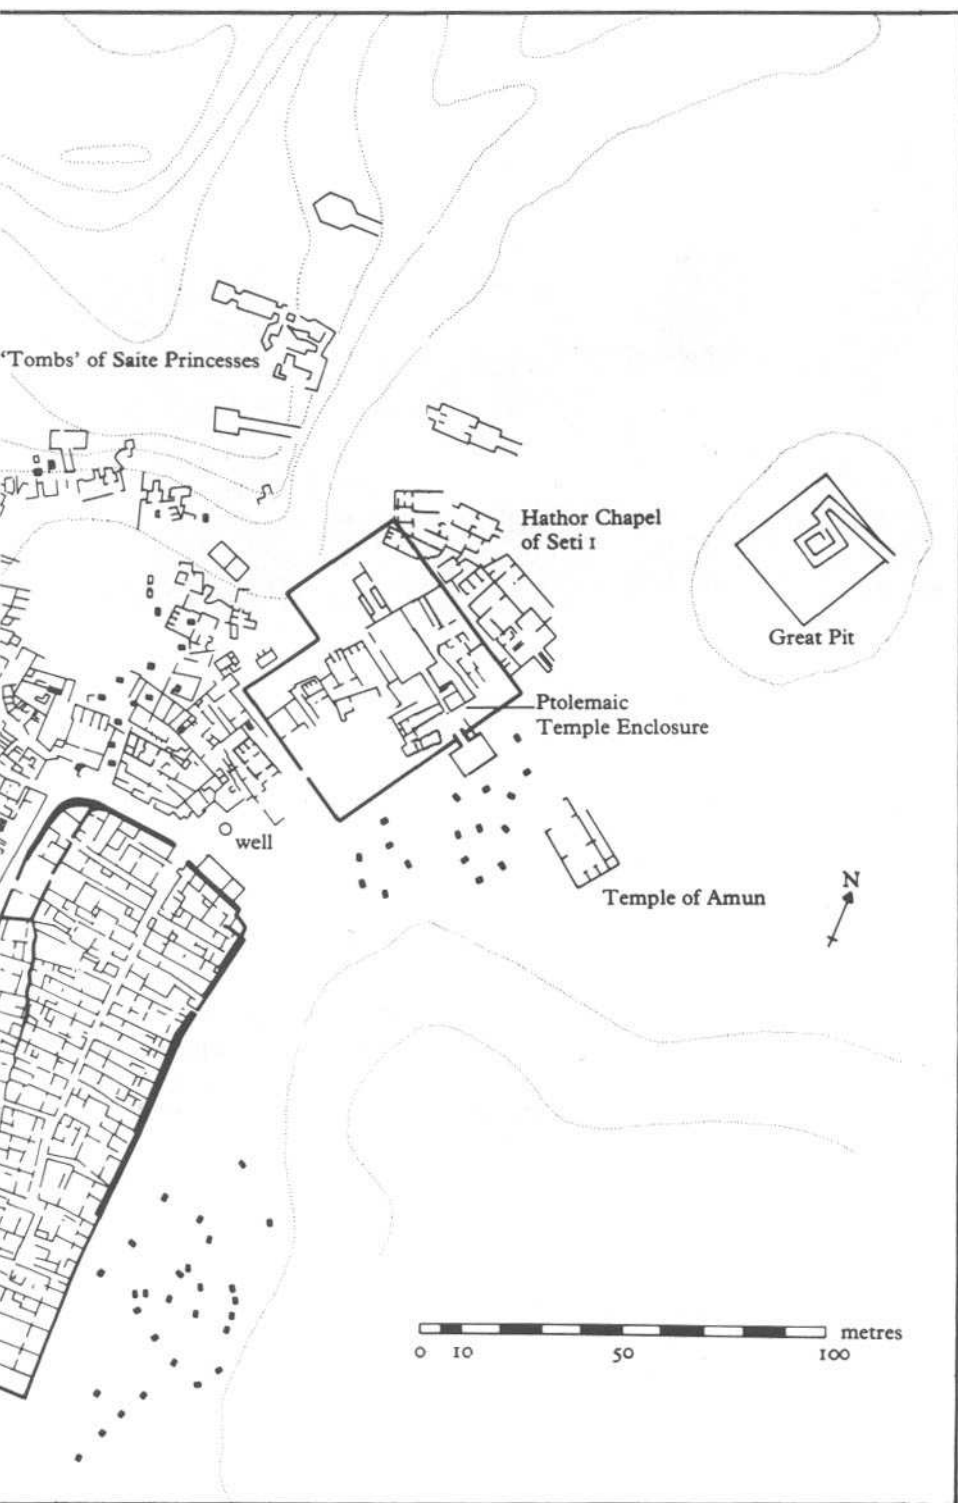 ‘Tombs’ of Saite Princesses
Hathor Chapel
of Seti I
Great Pit
Ptolemaic
Temple Enclosure
well
Temple of Amun
N
metres
0 10 50 100